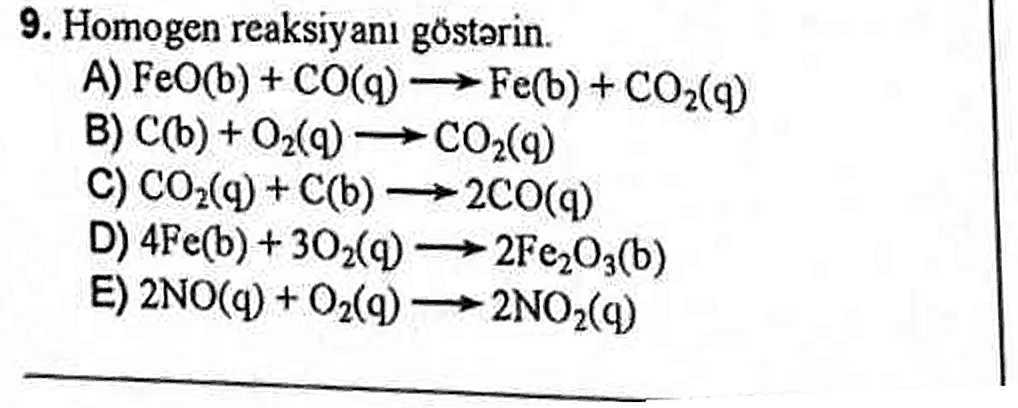 9. Homogen reaksiyanı göstərin.
A) FeO(b) + CO(q) ⟶ Fe(b) + CO₂(q)
B) C(b) + O₂(q) ⟶ CO₂(q)
C) CO₂(q) + C(b) ⟶ 2CO(q)
D) 4Fe(b) + 3O₂(q) ⟶ 2Fe₂O₃(b)
E) 2NO(q) + O₂(q) ⟶ 2NO₂(q)